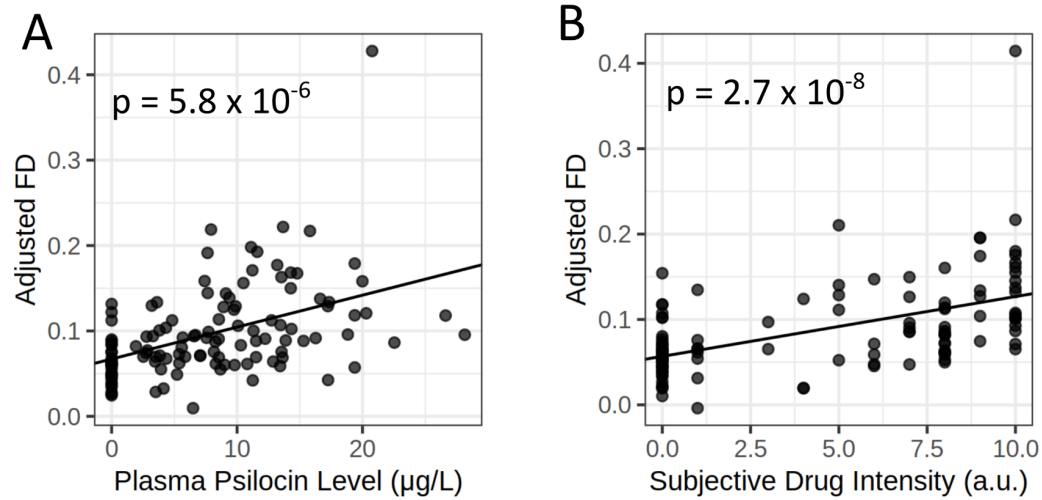 A
p = 5.8 x 10⁻⁶
Adjusted FD
0.4
0.3
0.2
0.1
0.0
0
10
20
Plasma Psilocin Level (µg/L)
B
p = 2.7 x 10⁻⁸
Adjusted FD
0.4
0.3
0.2
0.1
0.0
0.0
2.5
5.0
7.5
10.0
Subjective Drug Intensity (a.u.)